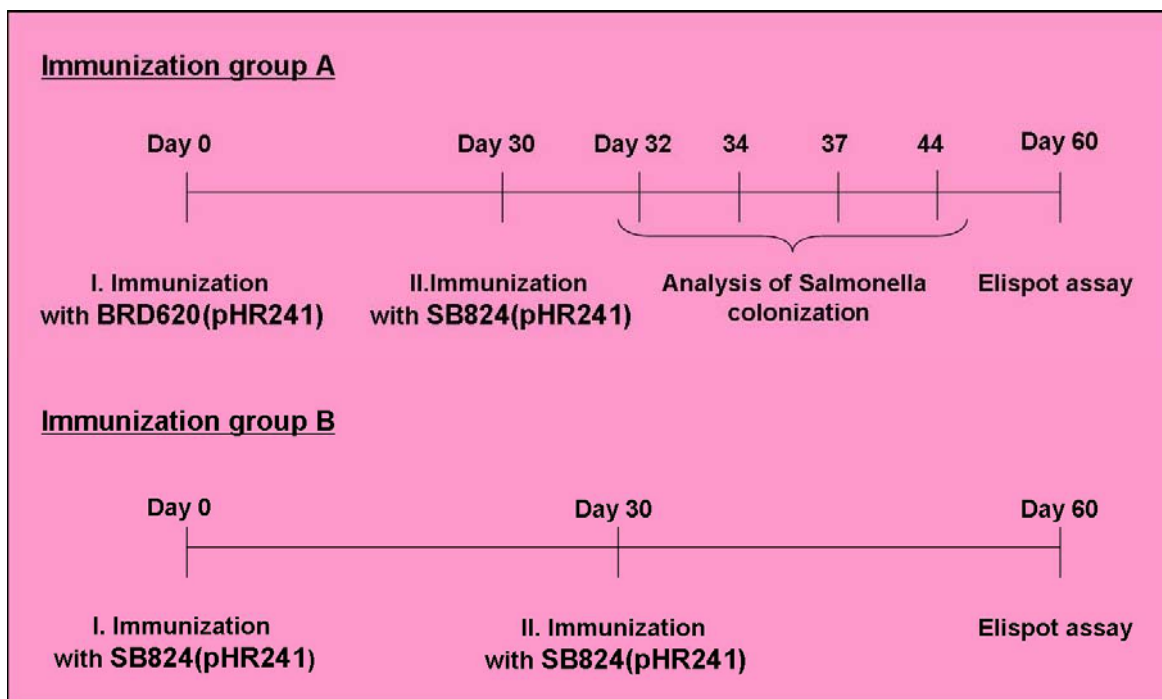 Immunization group A
Day 0 Day 30 Day 32 34 37 44 Day 60
I. Immunization II.Immunization Analysis of Salmonella Elispot assay
with BRD620(pHR241) with SB824(pHR241) colonization
Immunization group B
Day 0 Day 30 Day 60
I. Immunization II. Immunization Elispot assay
with SB824(pHR241) with SB824(pHR241)